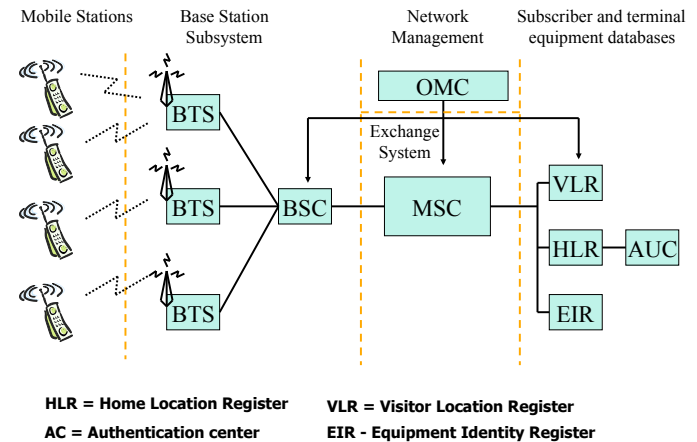 Mobile Stations
Base Station
Subsystem
Network
Management
Subscriber and terminal
equipment databases
OMC
BTS
Exchange
System
VLR
BTS
BSC
MSC
HLR
AUC
BTS
EIR
HLR = Home Location Register
VLR = Visitor Location Register
AC = Authentication center
EIR - Equipment Identity Register